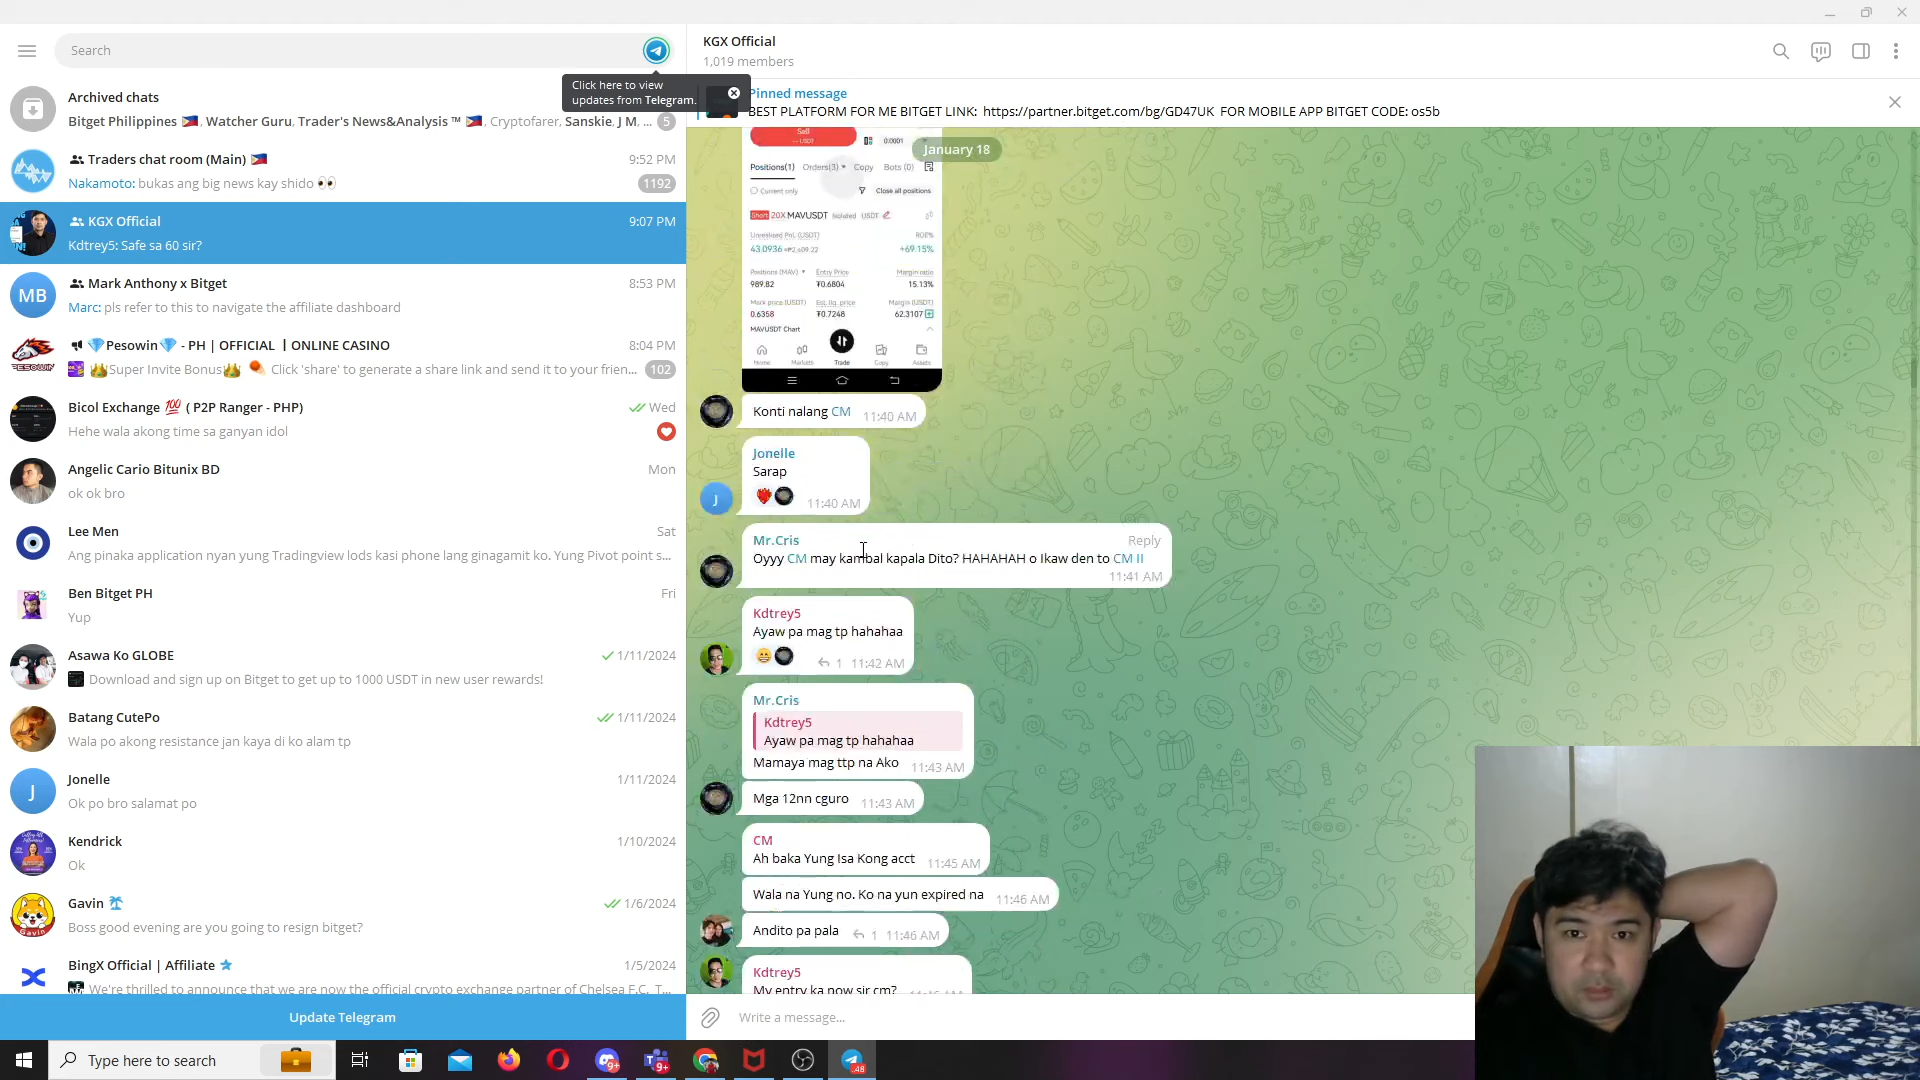 Search
Click here to view
updates from Telegram.
Archived chats
Bitget Philippines 🇵🇭, Watcher Guru, Trader's News&Analysis ™ 🇵🇭, Cryptofarer, Sanskie, J M, ... 5
Traders chat room (Main) 🇵🇭 9:52 PM
Nakamoto: bukas ang big news kay shido 👀 1192
KGX Official 9:07 PM
Kdtrey5: Safe sa 60 sir?
MB
Mark Anthony x Bitget 8:53 PM
Marc: pls refer to this to navigate the affiliate dashboard
💎Pesowin💎 - PH | OFFICIAL | ONLINE CASINO 8:04 PM
👑Super Invite Bonus👑 Click 'share' to generate a share link and send it to your frien... 102
Bicol Exchange 💯 ( P2P Ranger - PHP) Wed
Hehe wala akong time sa ganyan idol
Angelic Cario Bitunix BD Mon
ok ok bro
Lee Men Sat
Ang pinaka application nyan yung Tradingview lods kasi phone lang ginagamit ko. Yung Pivot point s...
Ben Bitget PH Fri
Yup
Asawa Ko GLOBE 1/11/2024
Download and sign up on Bitget to get up to 1000 USDT in new user rewards!
Batang CutePo 1/11/2024
Wala po akong resistance jan kaya di ko alam tp
J
Jonelle 1/11/2024
Ok po bro salamat po
Kendrick 1/10/2024
Ok
Gavin 🏝 1/6/2024
Boss good evening are you going to resign bitget?
BingX Official | Affiliate 1/5/2024
We're thrilled to announce that we are now the official crypto exchange partner of Chelsea F.C. T...
Update Telegram
KGX Official
1,019 members
Pinned message
BEST PLATFORM FOR ME BITGET LINK: https://partner.bitget.com/bg/GD47UK FOR MOBILE APP BITGET CODE: os5b
January 18
Sell
-- USDT
0.0001
Positions(1) Orders(3) Copy Bots(0)
Current only Close all positions
Short 20X MAVUSDT Isolated USDT
Unrealised PnL (USDT) ROE%
43.0936 ≈₱2,409.22 +69.15%
Positions (MAV) Entry Price Margin ratio
989.82 ₮0.6804 15.13%
Mark price (USDT) Est. liq. price Margin (USDT)
0.6358 ₮0.7248 62.3107
MAVUSDT Chart
Home Markets Trade Copy Assets
Konti nalang CM 11:40 AM
Jonelle
Sarap
11:40 AM
J
Mr.Cris Reply
Oyyy CM may kambal kapala Dito? HAHAHAH o Ikaw den to CM II
11:41 AM
Kdtrey5
Ayaw pa mag tp hahahaa
1 11:42 AM
Mr.Cris
Kdtrey5
Ayaw pa mag tp hahahaa
Mamaya mag ttp na Ako 11:43 AM
Mga 12nn cguro 11:43 AM
CM
Ah baka Yung Isa Kong acct 11:45 AM
Wala na Yung no. Ko na yun expired na 11:46 AM
Andito pa pala 1 11:46 AM
Kdtrey5
My entry ka now sir cm?
Write a message...
Type here to search
9+
9+
48